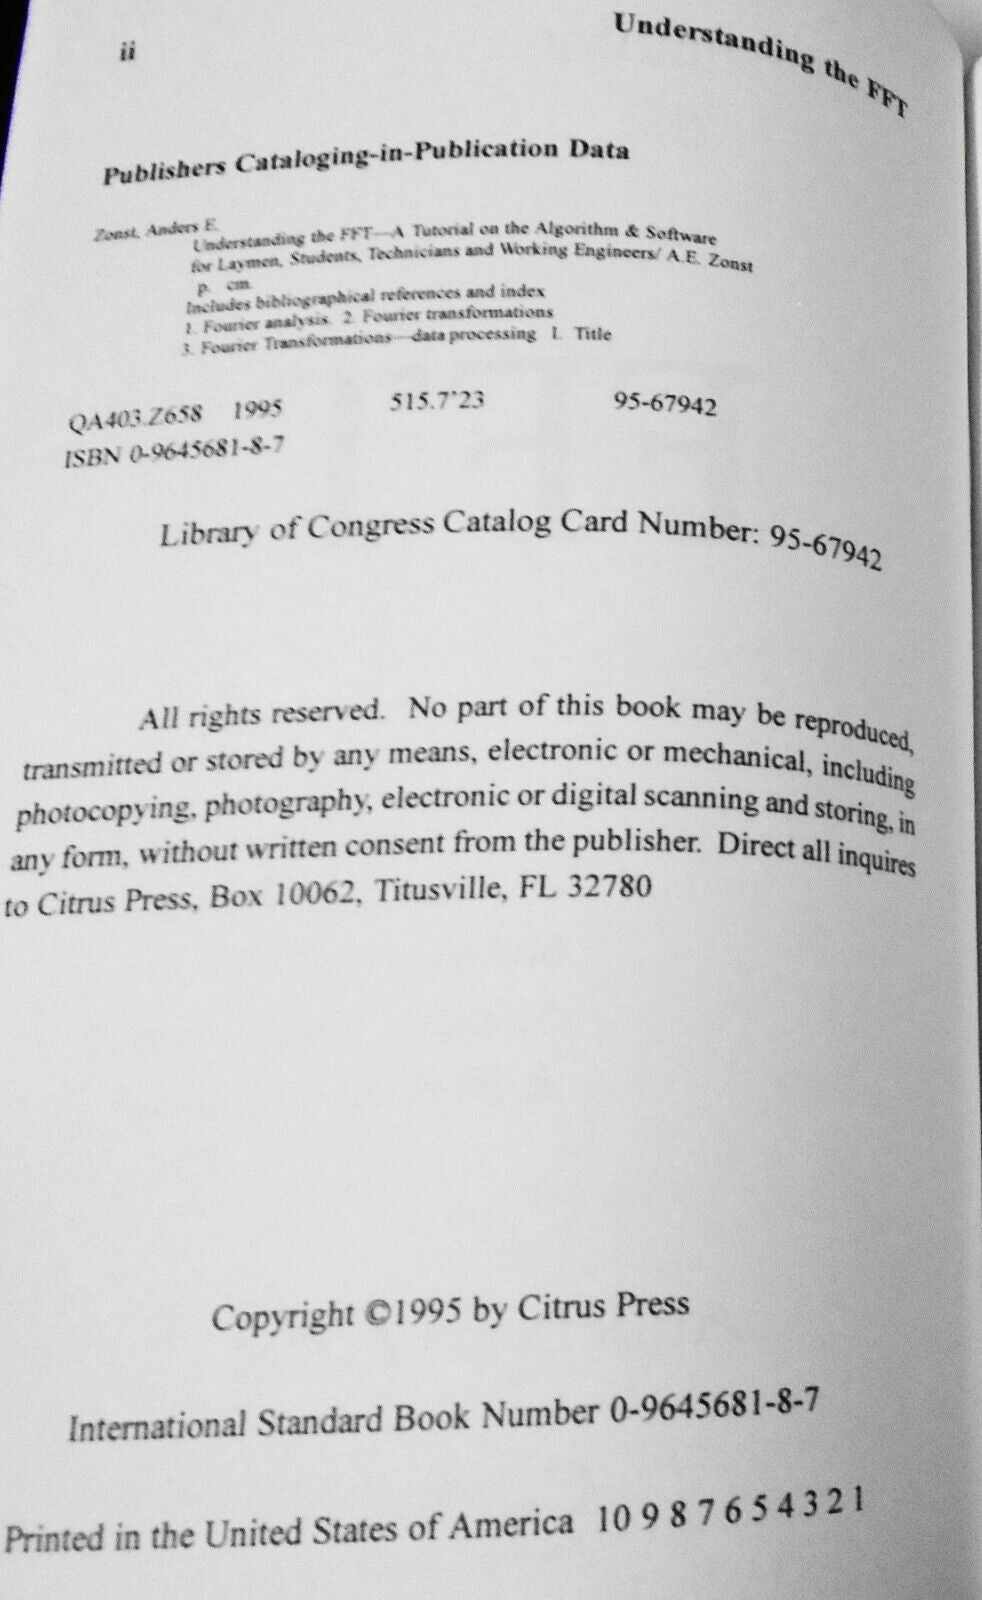 ii
Understanding the FFT
Publishers Cataloging-in-Publication Data
Zonst, Anders E.
Understanding the FFT—A Tutorial on the Algorithm & Software
for Laymen, Students, Technicians and Working Engineers/ A.E. Zonst
p. cm.
Includes bibliographical references and index
1. Fourier analysis. 2. Fourier transformations
3. Fourier Transformations—data processing 1. Title
QA403.Z658 1995 515.7'23 95-67942
ISBN 0-9645681-8-7
Library of Congress Catalog Card Number: 95-67942
All rights reserved. No part of this book may be reproduced,
transmitted or stored by any means, electronic or mechanical, including
photocopying, photography, electronic or digital scanning and storing, in
any form, without written consent from the publisher. Direct all inquires
to Citrus Press, Box 10062, Titusville, FL 32780
Copyright ©1995 by Citrus Press
International Standard Book Number 0-9645681-8-7
Printed in the United States of America 10 9 8 7 6 5 4 3 2 1